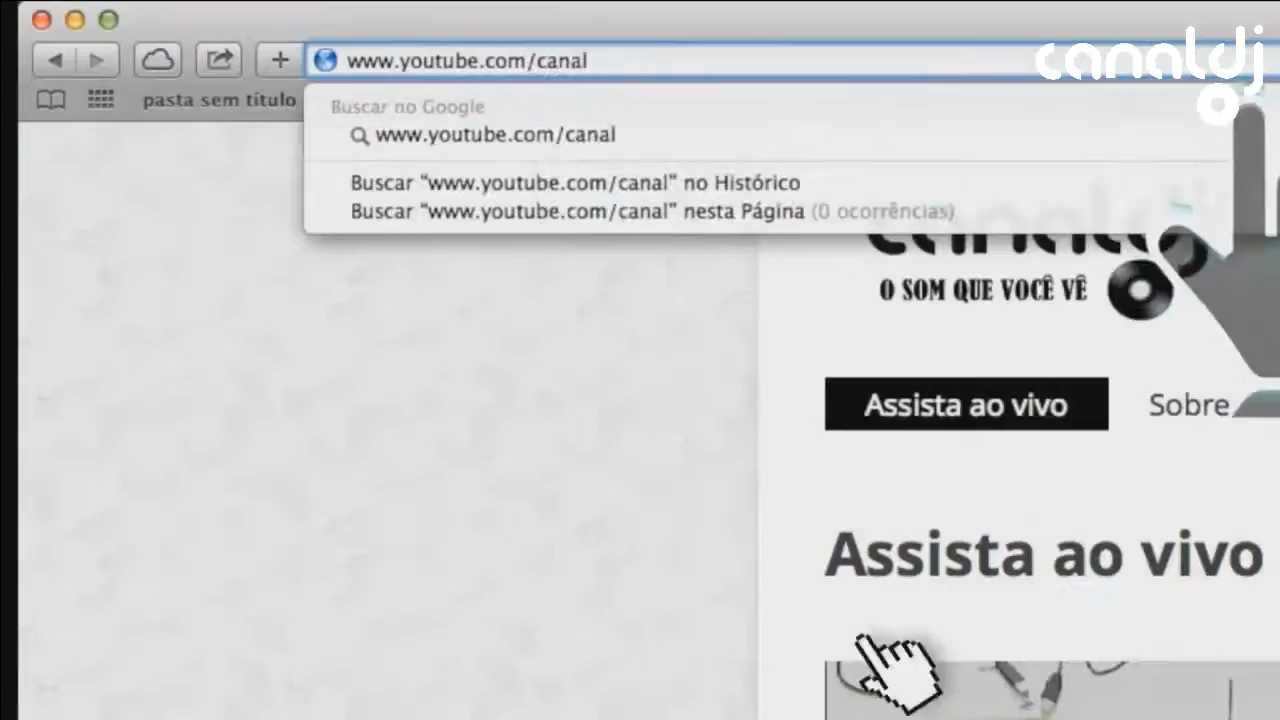 www.youtube.com/canal
canaldj
pasta sem título
Buscar no Google
www.youtube.com/canal
Buscar “www.youtube.com/canal” no Histórico
Buscar “www.youtube.com/canal” nesta Página (0 ocorrências)
canaldj
O SOM QUE VOCÊ VÊ
Assista ao vivo
Sobre
Assista ao vivo